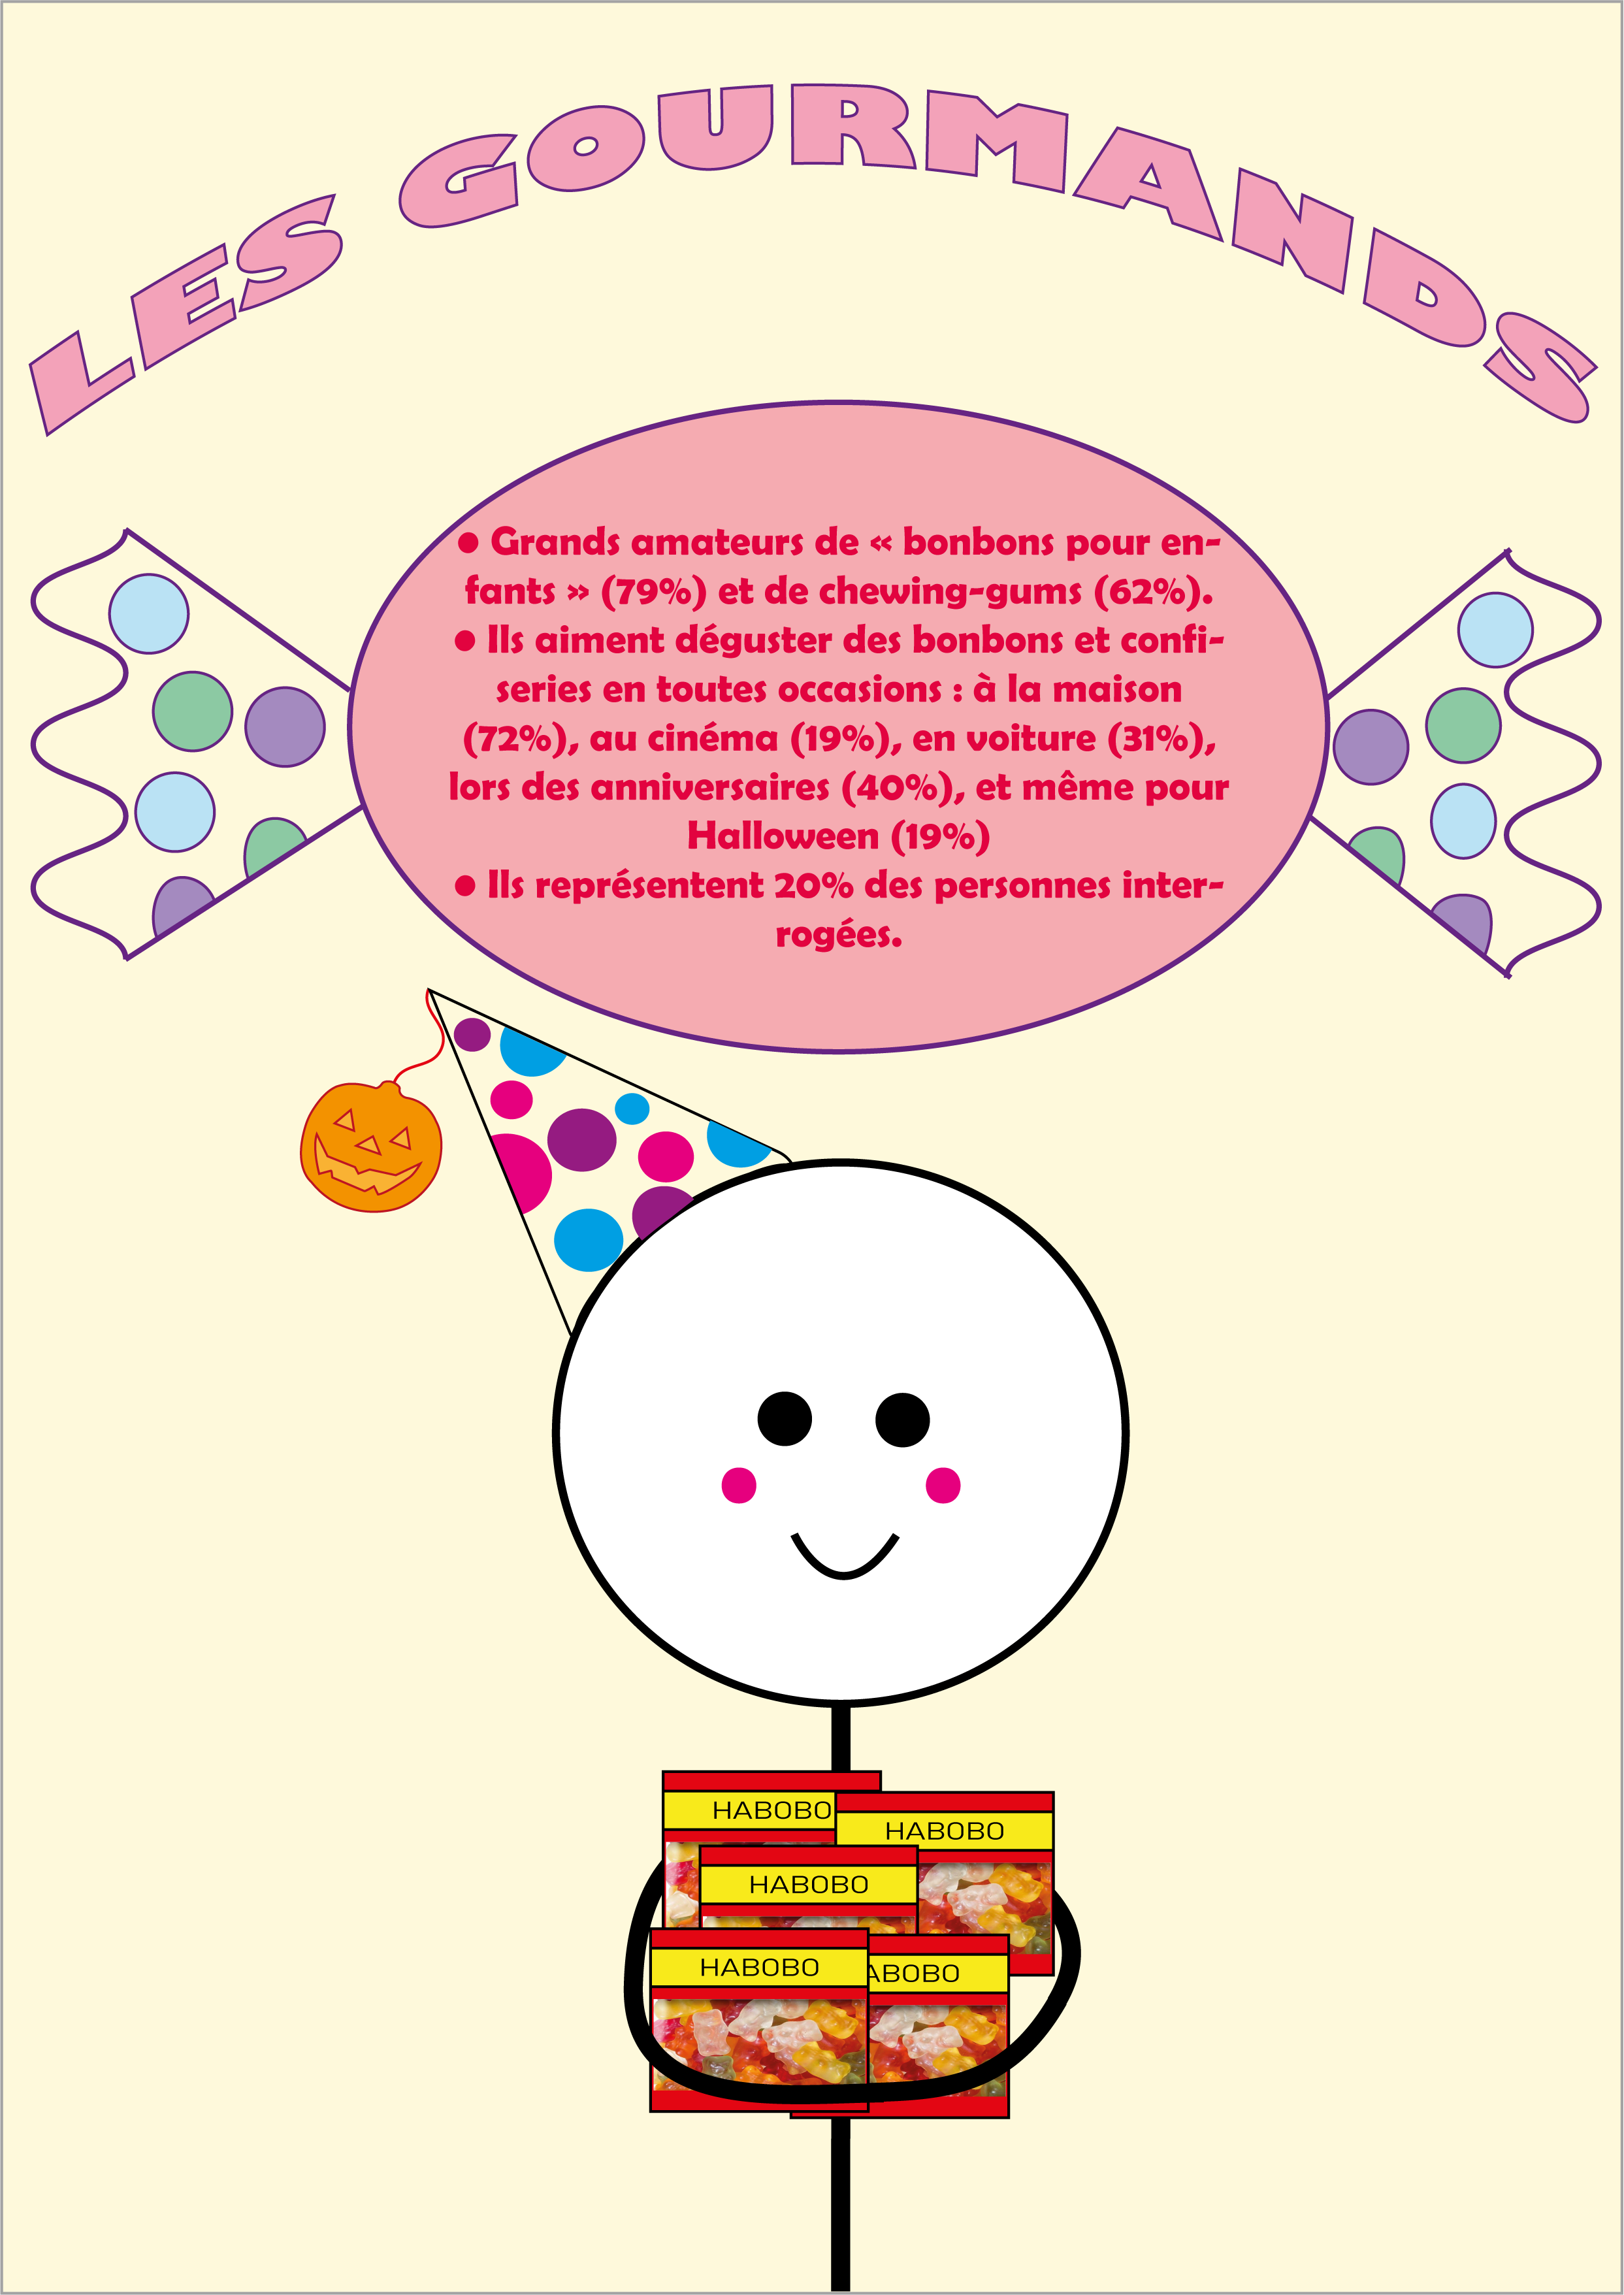 LES GOURMANDS
● Grands amateurs de « bonbons pour en-
fants » (79%) et de chewing-gums (62%).
● Ils aiment déguster des bonbons et confi-
series en toutes occasions : à la maison
(72%), au cinéma (19%), en voiture (31%),
lors des anniversaires (40%), et même pour
Halloween (19%)
● Ils représentent 20% des personnes inter-
rogées.
HABOBO
HABOBO
HABOBO
HABOBO
ABOBO